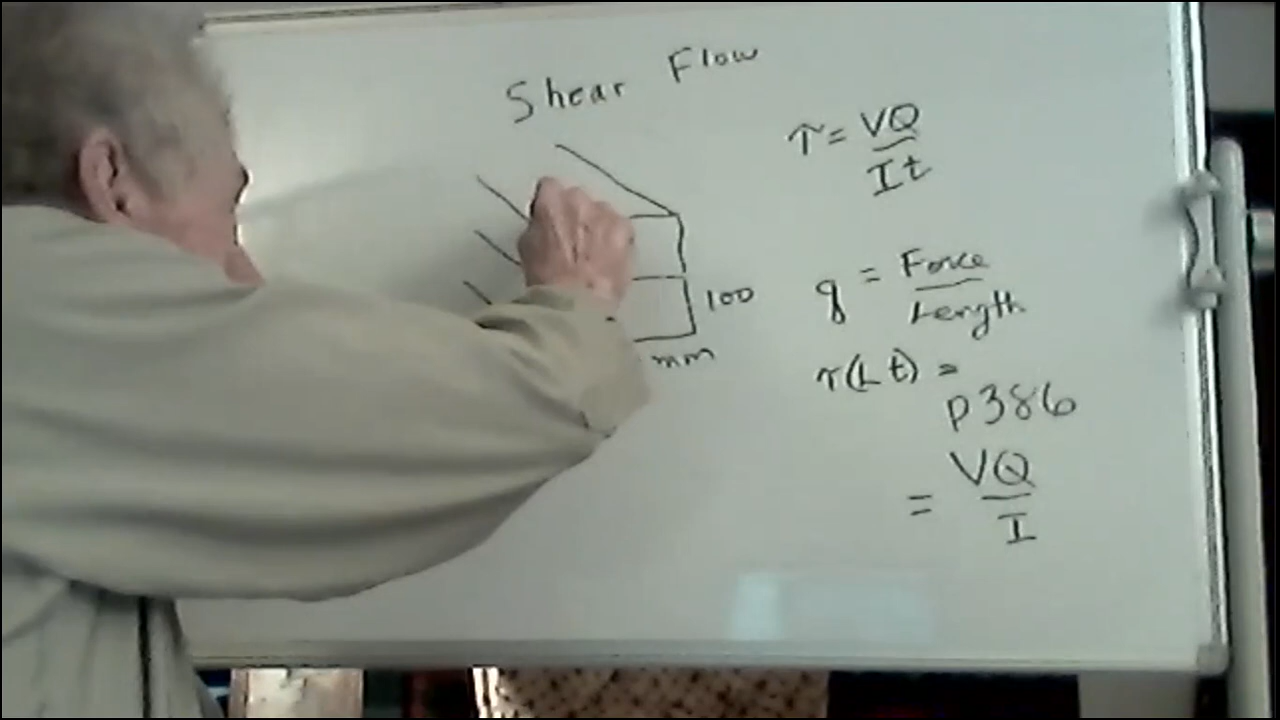 Shear Flow
τ = VQ / It
100
mm
q = Force / Length
τ(Lt) =
p386
= VQ / I